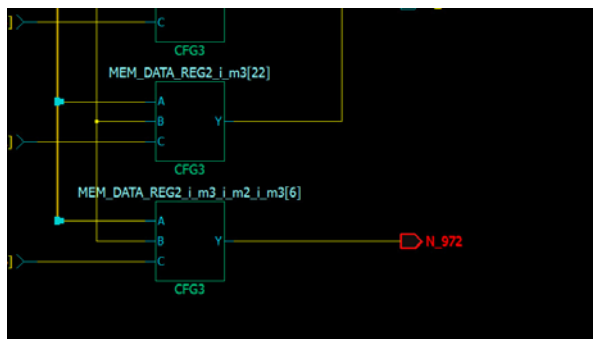 ]
C
CFG3
MEM_DATA_REG2_i_m3[22]
A
B
Y
]
C
CFG3
MEM_DATA_REG2_i_m3_i_m2_i_m3[6]
A
B
Y
N_972
]
C
CFG3